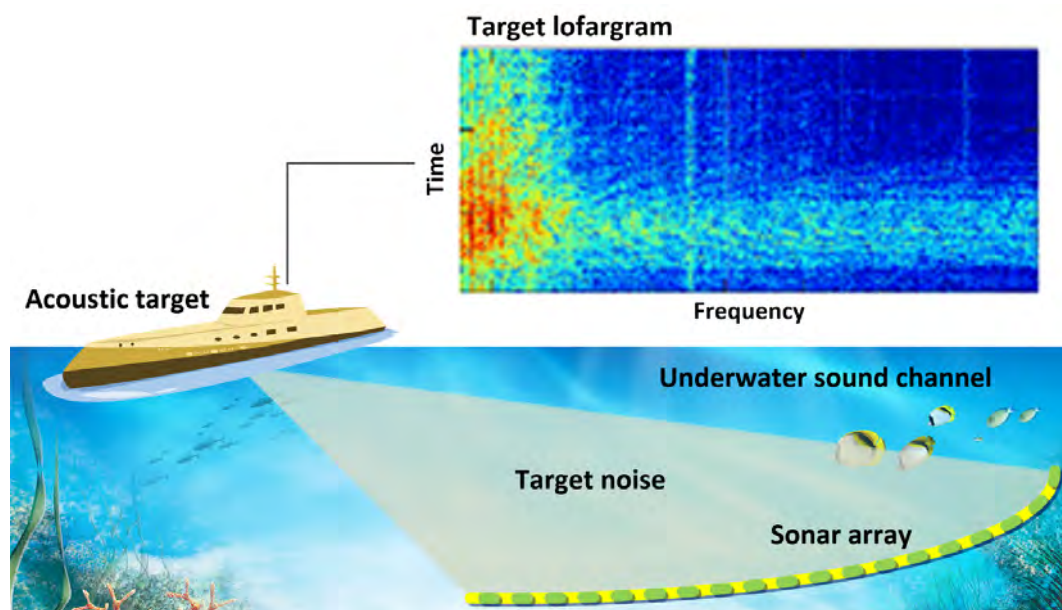 Target lofargram
Time
Frequency
Acoustic target
Underwater sound channel
Target noise
Sonar array